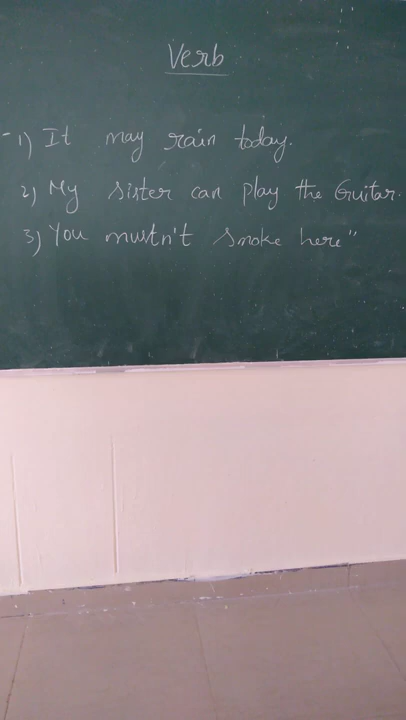 Verb
1) It may rain today.
2) My sister can play the Guitar.
3) You mustn't smoke here"